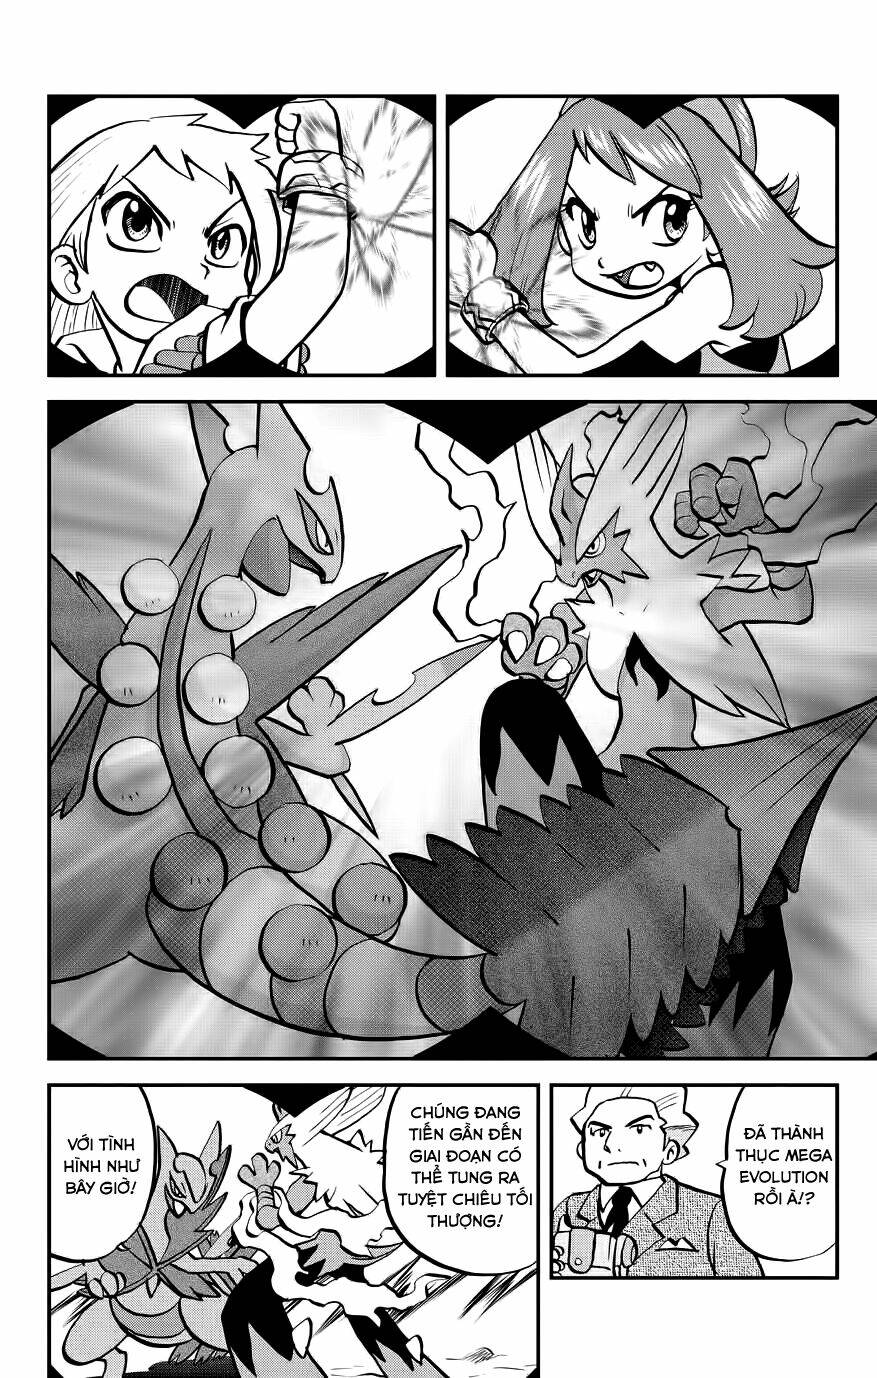 ĐÃ THÀNH
THỤC MEGA
EVOLUTION
RỒI À!?
CHÚNG ĐANG
TIẾN GẦN ĐẾN
GIAI ĐOẠN CÓ
THỂ TUNG RA
TUYỆT CHIÊU TỐI
THƯỢNG!
VỚI TÌNH
HÌNH NHƯ
BÂY GIỜ!